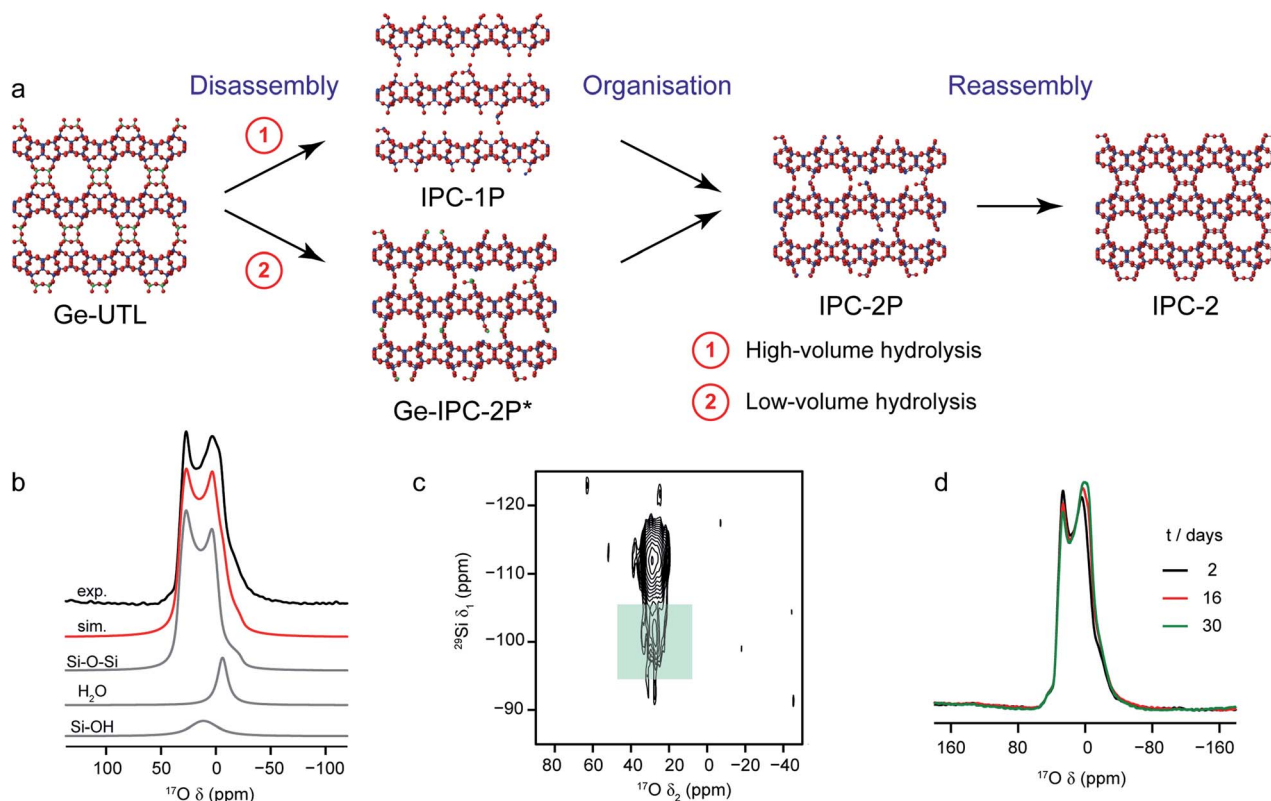 a
Disassembly
Organisation
Reassembly
1
2
Ge-UTL
IPC-1P
Ge-IPC-2P*
IPC-2P
IPC-2
1 High-volume hydrolysis
2 Low-volume hydrolysis
b
exp.
sim.
Si-O-Si
H₂O
Si-OH
100 50 0 −50 −100
¹⁷O δ (ppm)
c
−120
−110
−100
−90
²⁹Si δ₁ (ppm)
80 60 40 20 0 −20 −40
¹⁷O δ₂ (ppm)
d
t / days
2
16
30
160 80 0 −80 −160
¹⁷O δ (ppm)